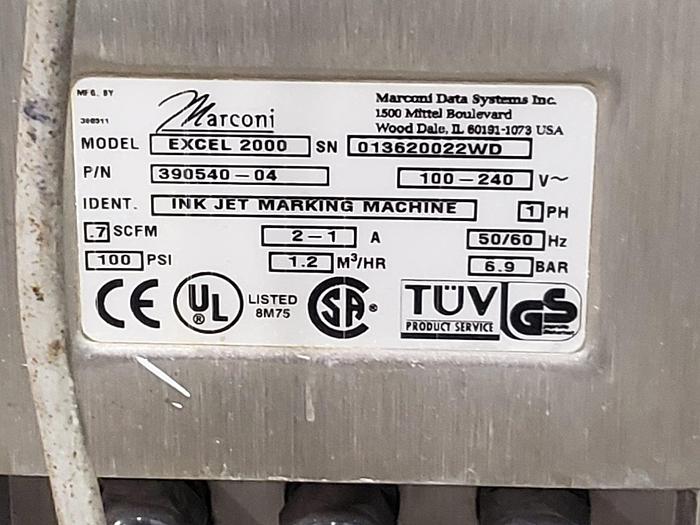 MFG. BY
Marconi
Marconi Data Systems Inc.
1500 Mittel Boulevard
Wood Dale, IL 60191-1073 USA
MODEL EXCEL 2000 SN 013620022WD
P/N 390540-04 100-240 V~
IDENT. INK JET MARKING MACHINE 1 PH
.7 SCFM 2-1 A 50/60 Hz
100 PSI 1.2 M³/HR 6.9 BAR
CE UL ® LISTED 8M75 SA ® TÜV PRODUCT SERVICE GS